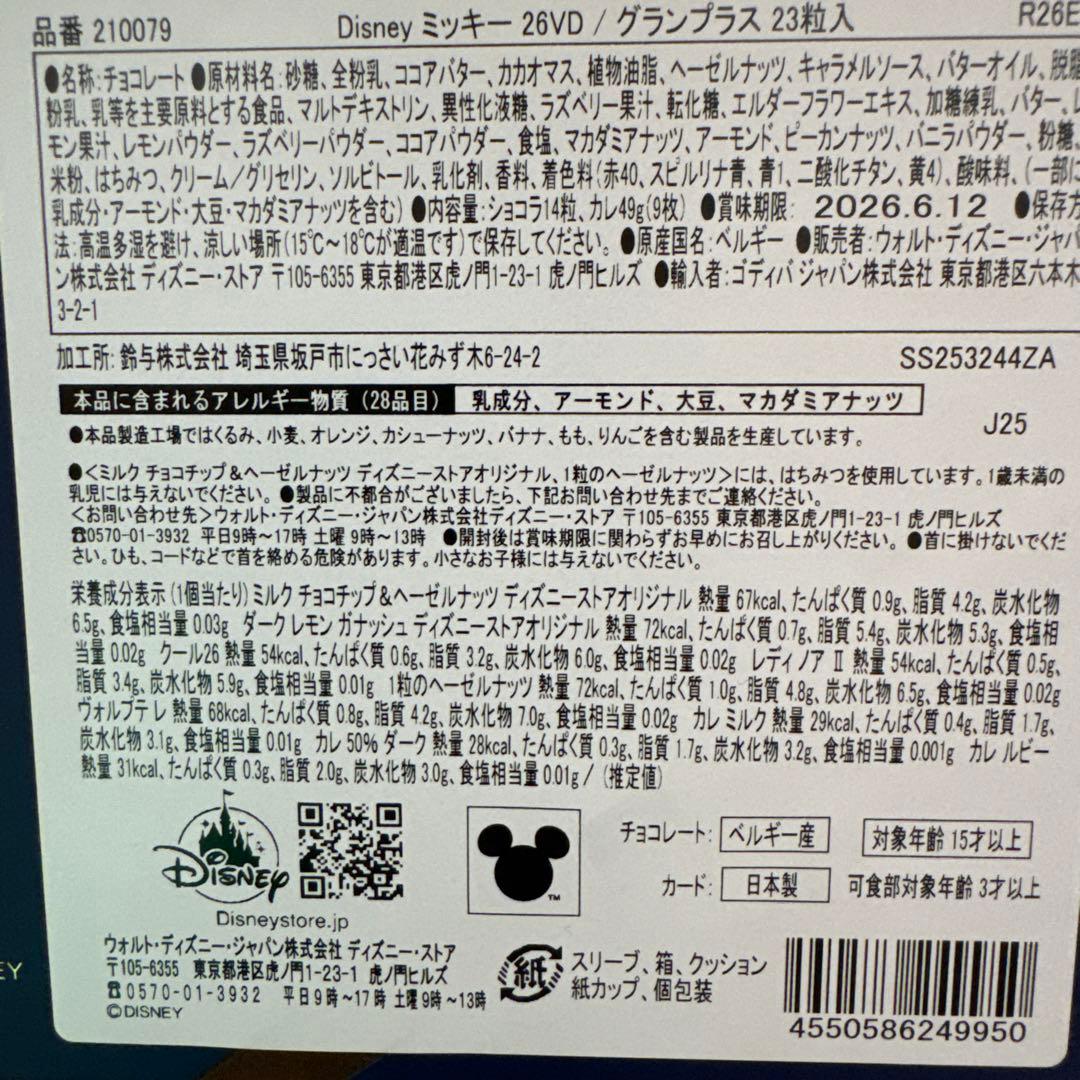 品番 210079 Disney ミッキー 26VD / グランプラス 23粒入 R26E
●名称:チョコレート ●原材料名:砂糖、全粉乳、ココアバター、カカオマス、植物油脂、ヘーゼルナッツ、キャラメルソース、バターオイル、脱脂
粉乳、乳等を主要原料とする食品、マルトデキストリン、異性化液糖、ラズベリー果汁、転化糖、エルダーフラワーエキス、加糖練乳、バター、レ
モン果汁、レモンパウダー、ラズベリーパウダー、ココアパウダー、食塩、マカダミアナッツ、アーモンド、ピーカンナッツ、バニラパウダー、粉糖、
米粉、はちみつ、クリーム/グリセリン、ソルビトール、乳化剤、香料、着色料(赤40、スピルリナ青、青1、二酸化チタン、黄4)、酸味料、(一部に
乳成分・アーモンド・大豆・マカダミアナッツを含む) ●内容量:ショコラ14粒、カレ49g(9枚) ●賞味期限: 2026.6.12 ●保存方
法:高温多湿を避け、涼しい場所(15℃~18℃が適温です)で保存してください。 ●原産国名:ベルギー ●販売者:ウォルト・ディズニー・ジャパ
ン株式会社 ディズニー・ストア 〒105-6355 東京都港区虎ノ門1-23-1 虎ノ門ヒルズ ●輸入者:ゴディバ ジャパン株式会社 東京都港区六本木
3-2-1
加工所: 鈴与株式会社 埼玉県坂戸市にっさい花みず木6-24-2 SS253244ZA
本品に含まれるアレルギー物質(28品目) 乳成分、アーモンド、大豆、マカダミアナッツ
J25
●本品製造工場ではくるみ、小麦、オレンジ、カシューナッツ、バナナ、もも、りんごを含む製品を生産しています。
●<ミルク チョコチップ&ヘーゼルナッツ ディズニーストアオリジナル、1粒のヘーゼルナッツ>には、はちみつを使用しています。1歳未満の
乳児には与えないでください。 ●製品に不都合がございましたら、下記お問い合わせ先までご連絡ください。
<お問い合わせ先>ウォルト・ディズニー・ジャパン株式会社ディズニー・ストア 〒105-6355 東京都港区虎ノ門1-23-1 虎ノ門ヒルズ
☎0570-01-3932 平日9時~17時 土曜 9時~13時 ●開封後は賞味期限に関わらずお早めにお召し上がりください。 ●首に掛けないでくだ
さい。ひも、コードなどで首を絞める危険があります。小さなお子様には与えないでください。
栄養成分表示(1個当たり)ミルク チョコチップ&ヘーゼルナッツ ディズニーストアオリジナル 熱量 67kcal、たんぱく質 0.9g、脂質 4.2g、炭水化物
6.5g、食塩相当量 0.03g ダーク レモン ガナッシュ ディズニーストアオリジナル 熱量 72kcal、たんぱく質 0.7g、脂質 5.4g、炭水化物 5.3g、食塩相
当量 0.02g クール26 熱量 54kcal、たんぱく質 0.6g、脂質 3.2g、炭水化物 6.0g、食塩相当量 0.02g レディ ノア Ⅱ 熱量 54kcal、たんぱく質 0.5g、
脂質 3.4g、炭水化物 5.9g、食塩相当量 0.01g 1粒のヘーゼルナッツ 熱量 72kcal、たんぱく質 1.0g、脂質 4.8g、炭水化物 6.5g、食塩相当量 0.02g
ヴォルプテレ 熱量 68kcal、たんぱく質 0.8g、脂質 4.2g、炭水化物 7.0g、食塩相当量 0.02g カレ ミルク 熱量 29kcal、たんぱく質 0.4g、脂質 1.7g、
炭水化物 3.1g、食塩相当量 0.01g カレ 50% ダーク 熱量 28kcal、たんぱく質 0.3g、脂質 1.7g、炭水化物 3.2g、食塩相当量 0.001g カレ ルビー
熱量 31kcal、たんぱく質 0.3g、脂質 2.0g、炭水化物 3.0g、食塩相当量 0.01g/(推定値)
Disney
Disneystore.jp
TM
チョコレート: ベルギー産 対象年齢 15才以上
カード: 日本製 可食部対象年齢 3才以上
ウォルト・ディズニー・ジャパン株式会社 ディズニー・ストア
〒105-6355 東京都港区虎ノ門1-23-1 虎ノ門ヒルズ
☎0570-01-3932 平日9時~17時 土曜9時~13時
©DISNEY
紙 スリーブ、箱、クッション
紙カップ、個包装
4550586249950
EY